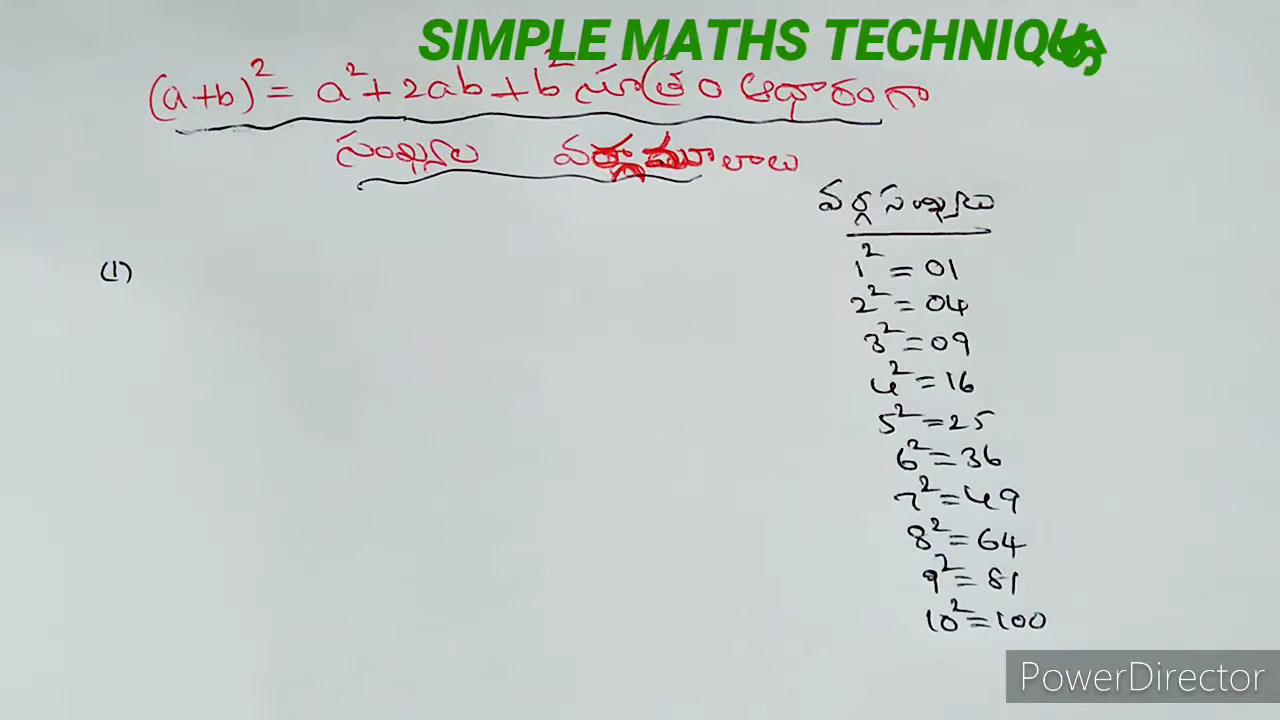 SIMPLE MATHS TECHNIQUES
(a+b)² = a² + 2ab + b² సూత్రం ఆధారంగా
సంఖ్యల వర్గమూలాలు
వర్గ సంఖ్యలు
1² = 01
2² = 04
3² = 09
4² = 16
5² = 25
6² = 36
7² = 49
8² = 64
9² = 81
10² = 100
(1)
PowerDirector